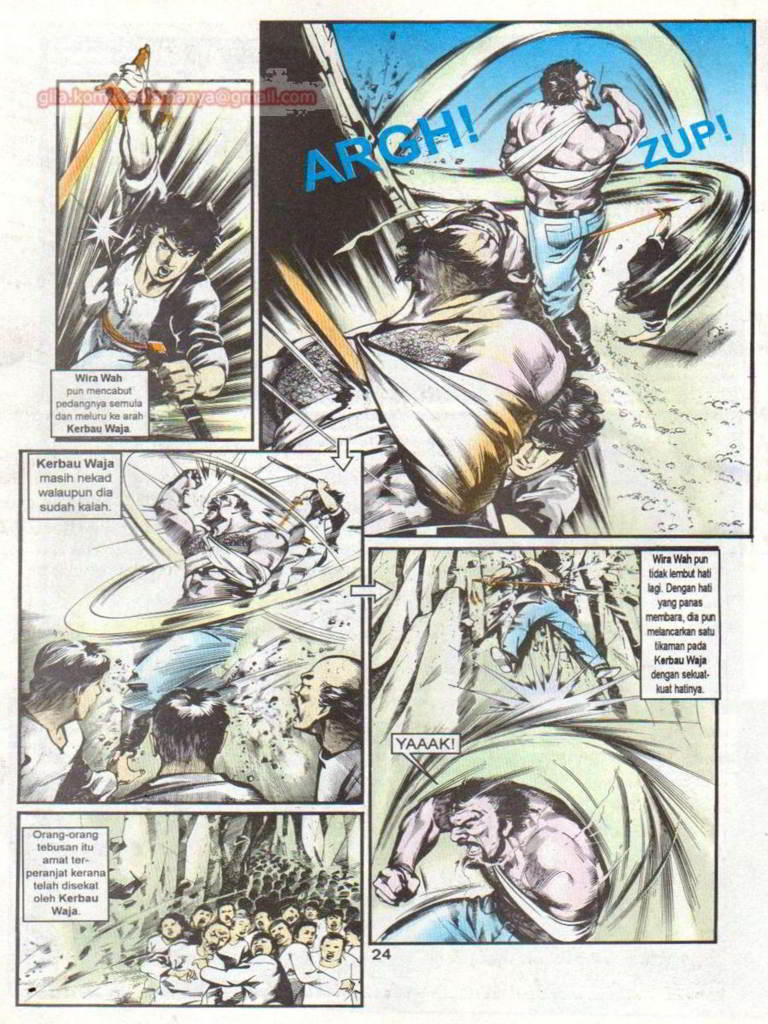 Wira Wah
pun mencabut
pedangnya semula
dan meluru ke arah
Kerbau Waja.
ARGH!
ZUP!
Kerbau Waja
masih nekad
walaupun dia
sudah kalah.
Wira Wah pun
tidak lembut hati
lagi. Dengan hati
yang panas
membara, dia pun
melancarkan satu
tikaman pada
Kerbau Waja
dengan sekuat-
kuat hatinya.
YAAAK!
Orang-orang
tebusan itu
amat ter-
peranjat kerana
telah disekat
oleh Kerbau
Waja.
24